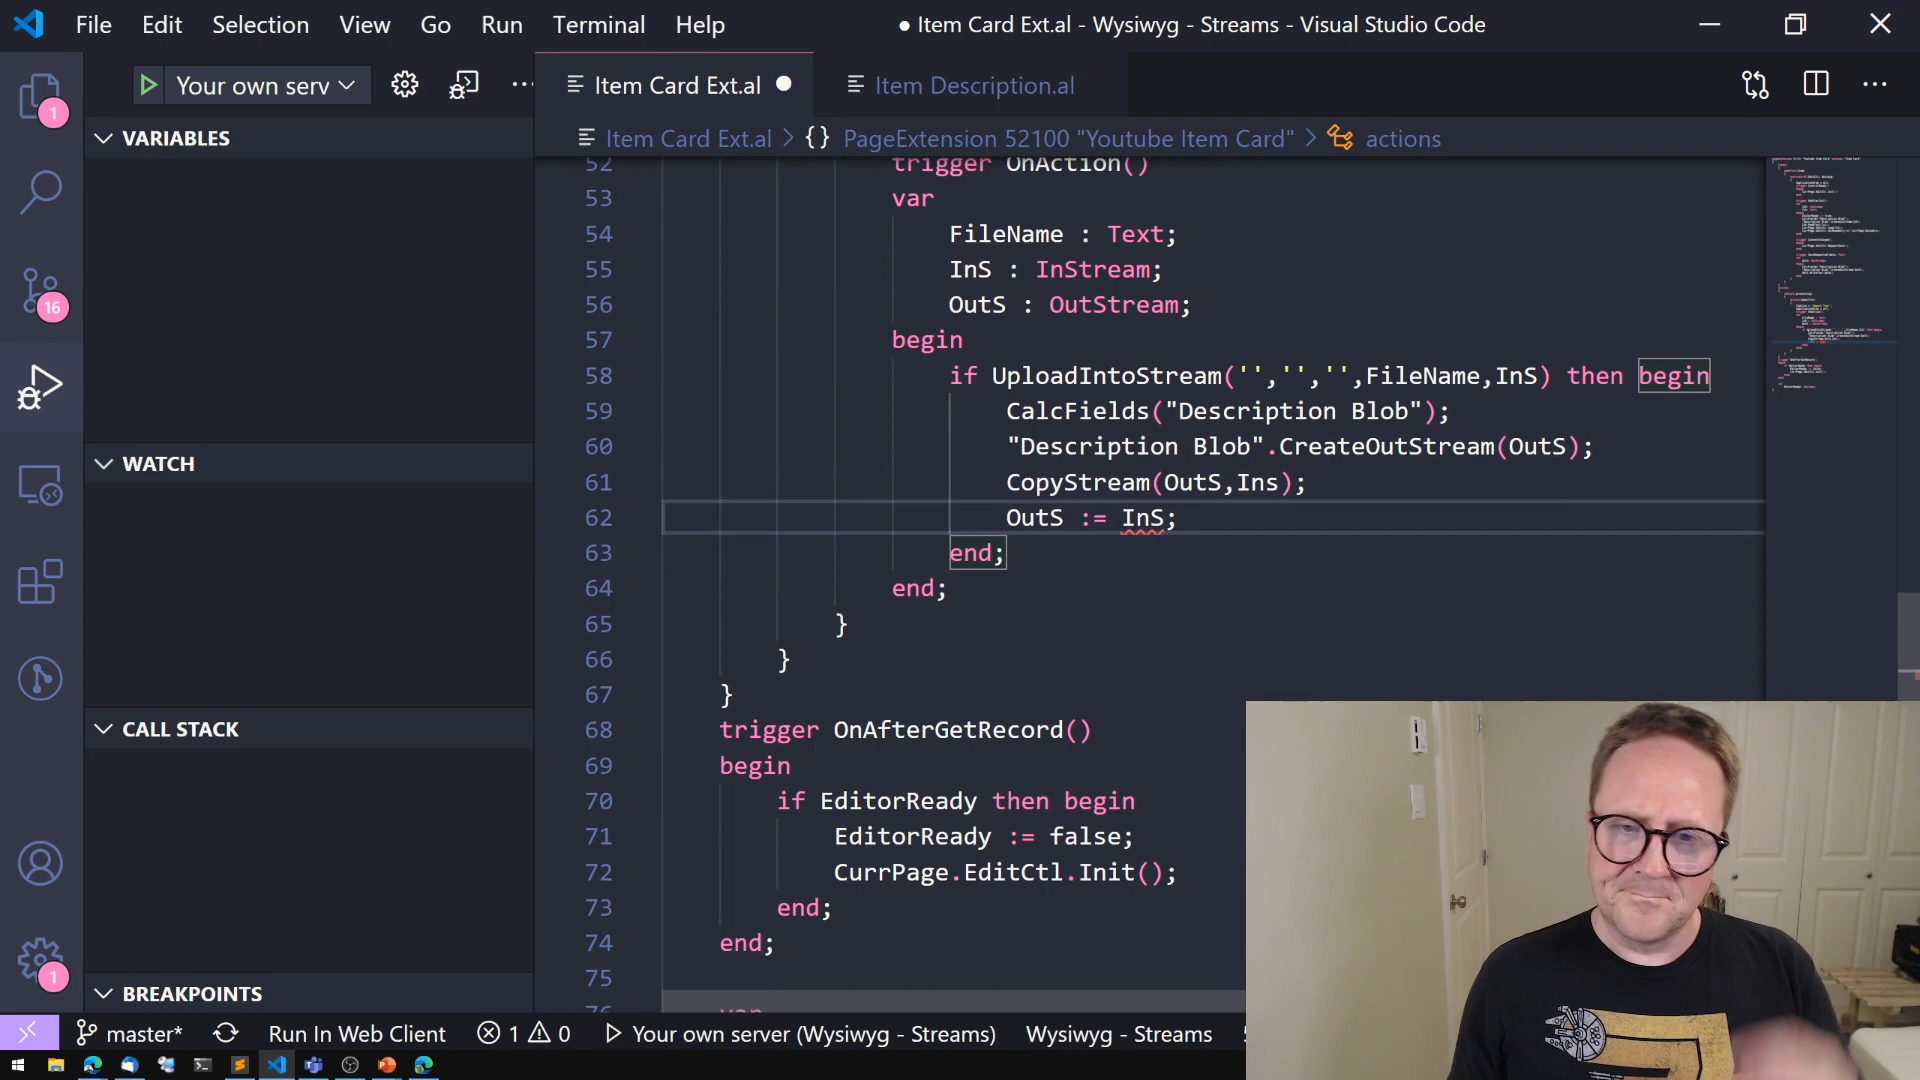 File Edit Selection View Go Run Terminal Help
● Item Card Ext.al - Wysiwyg - Streams - Visual Studio Code
Your own serv
Item Card Ext.al
Item Description.al
Item Card Ext.al > {} PageExtension 52100 "Youtube Item Card" > actions
VARIABLES
WATCH
CALL STACK
BREAKPOINTS
1
16
1
52 trigger OnAction()
53 var
54 FileName : Text;
55 InS : InStream;
56 OutS : OutStream;
57 begin
58 if UploadIntoStream('','','',FileName,InS) then begin
59 CalcFields("Description Blob");
60 "Description Blob".CreateOutStream(OutS);
61 CopyStream(OutS,Ins);
62 OutS := InS;
63 end;
64 end;
65 }
66 }
67 }
68 trigger OnAfterGetRecord()
69 begin
70 if EditorReady then begin
71 EditorReady := false;
72 CurrPage.EditCtl.Init();
73 end;
74 end;
75
76 var
master* Run In Web Client 1 0 Your own server (Wysiwyg - Streams) Wysiwyg - Streams